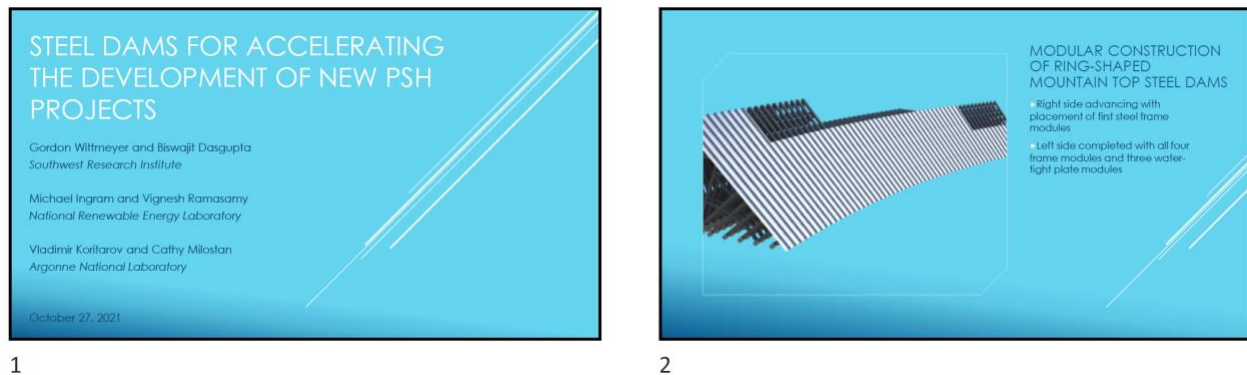 STEEL DAMS FOR ACCELERATING
THE DEVELOPMENT OF NEW PSH
PROJECTS
Gordon Wittmeyer and Biswajit Dasgupta
Southwest Research Institute
Michael Ingram and Vignesh Ramasamy
National Renewable Energy Laboratory
Vladimir Koritarov and Cathy Milostan
Argonne National Laboratory
October 27, 2021
1
MODULAR CONSTRUCTION
OF RING-SHAPED
MOUNTAIN TOP STEEL DAMS
Right side advancing with
placement of first steel frame
modules
Left side completed with all four
frame modules and three water-
tight plate modules
2